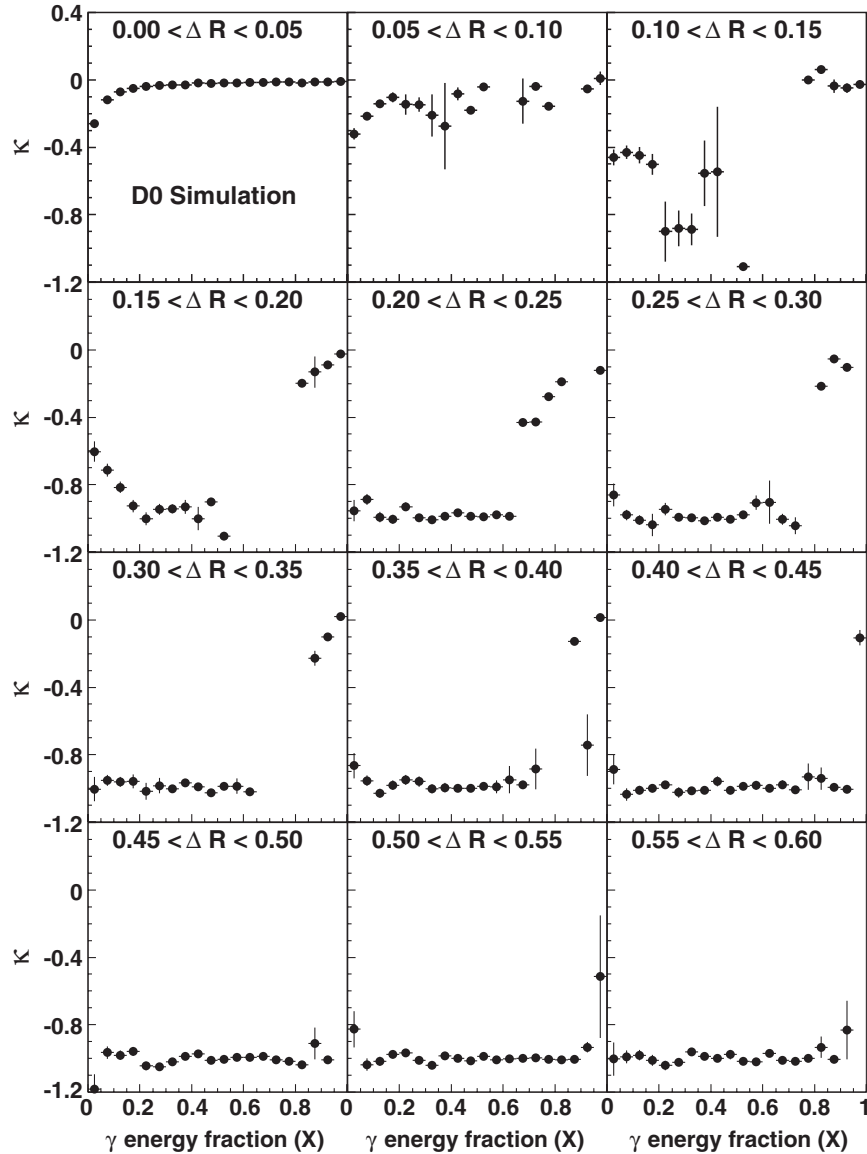 0.4
0.00 < Δ R < 0.05
0.05 < Δ R < 0.10
0.10 < Δ R < 0.15
0
-0.4
κ
D0 Simulation
-0.8
-1.2
0.15 < Δ R < 0.20
0.20 < Δ R < 0.25
0.25 < Δ R < 0.30
0
-0.4
κ
-0.8
-1.2
0.30 < Δ R < 0.35
0.35 < Δ R < 0.40
0.40 < Δ R < 0.45
0
-0.4
κ
-0.8
-1.2
0.45 < Δ R < 0.50
0.50 < Δ R < 0.55
0.55 < Δ R < 0.60
0
-0.4
κ
-0.8
-1.2
0 0.2 0.4 0.6 0.8 0 0.2 0.4 0.6 0.8 0 0.2 0.4 0.6 0.8 1
γ energy fraction (X) γ energy fraction (X) γ energy fraction (X)